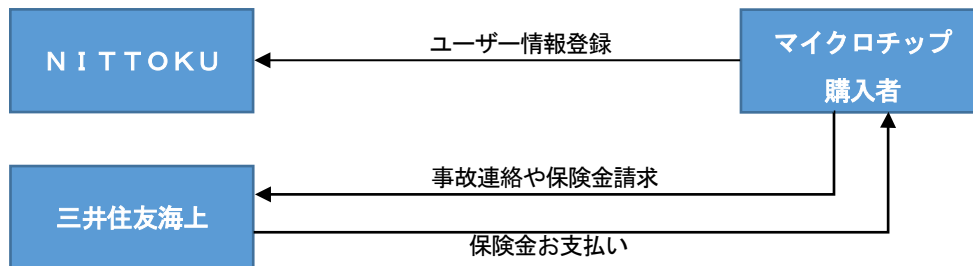 NITTOKU
ユーザー情報登録
マイクロチップ
購入者
事故連絡や保険金請求
三井住友海上
保険金お支払い